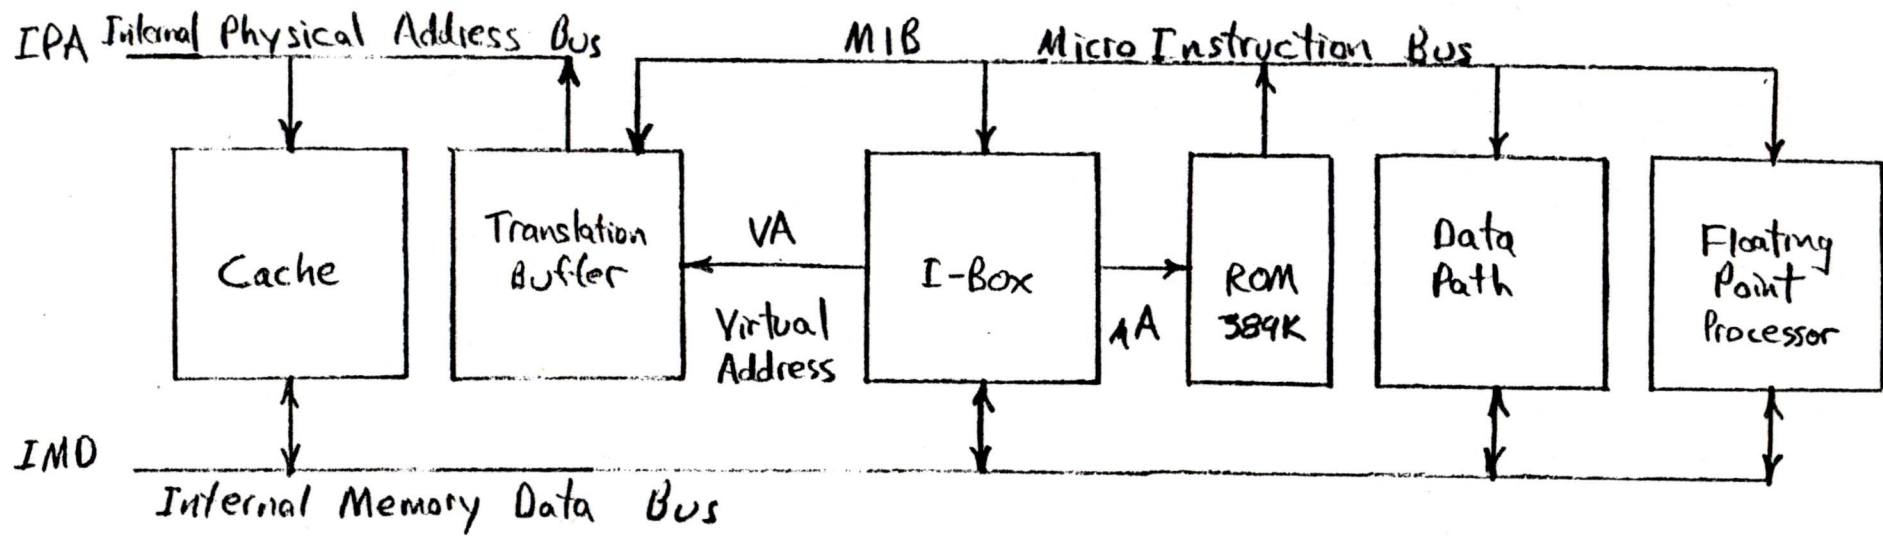 IPA Internal Physical Address Bus
MIB Micro Instruction Bus
Cache
Translation
Buffer
VA
Virtual
Address
I-Box
μA
ROM
389K
Data
Path
Floating
Point
Processor
IMD
Internal Memory Data Bus